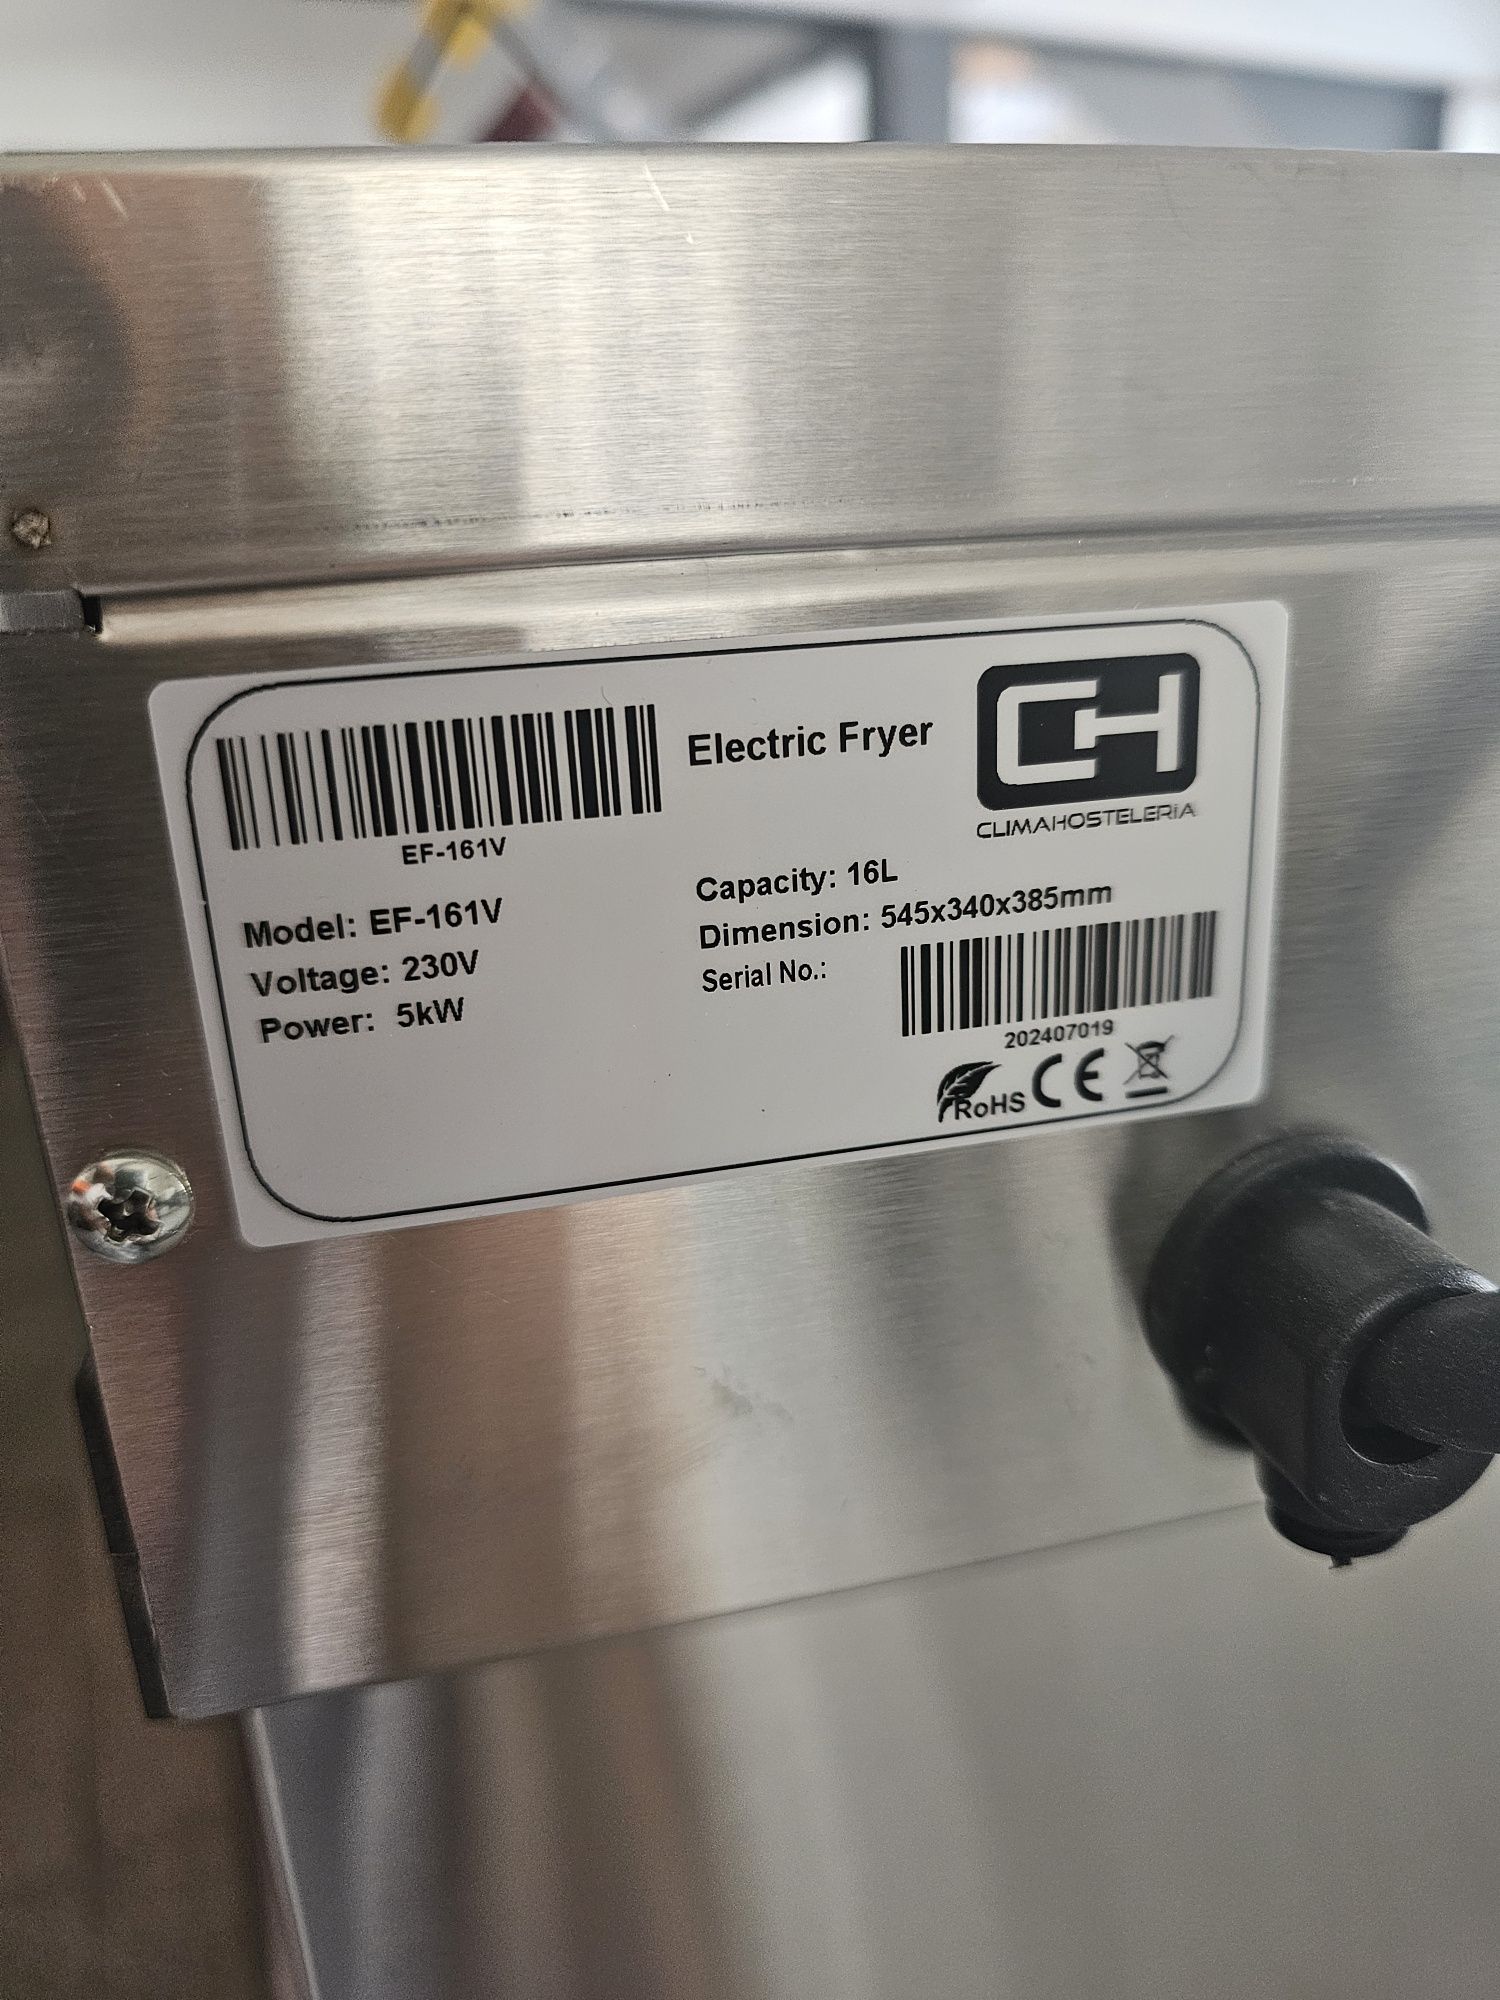 Electric Fryer
CH
CLIMAHOSTELERIA
EF-161V
Model: EF-161V
Voltage: 230V
Power: 5kW
Capacity: 16L
Dimension: 545x340x385mm
Serial No.:
202407019
RoHS CE